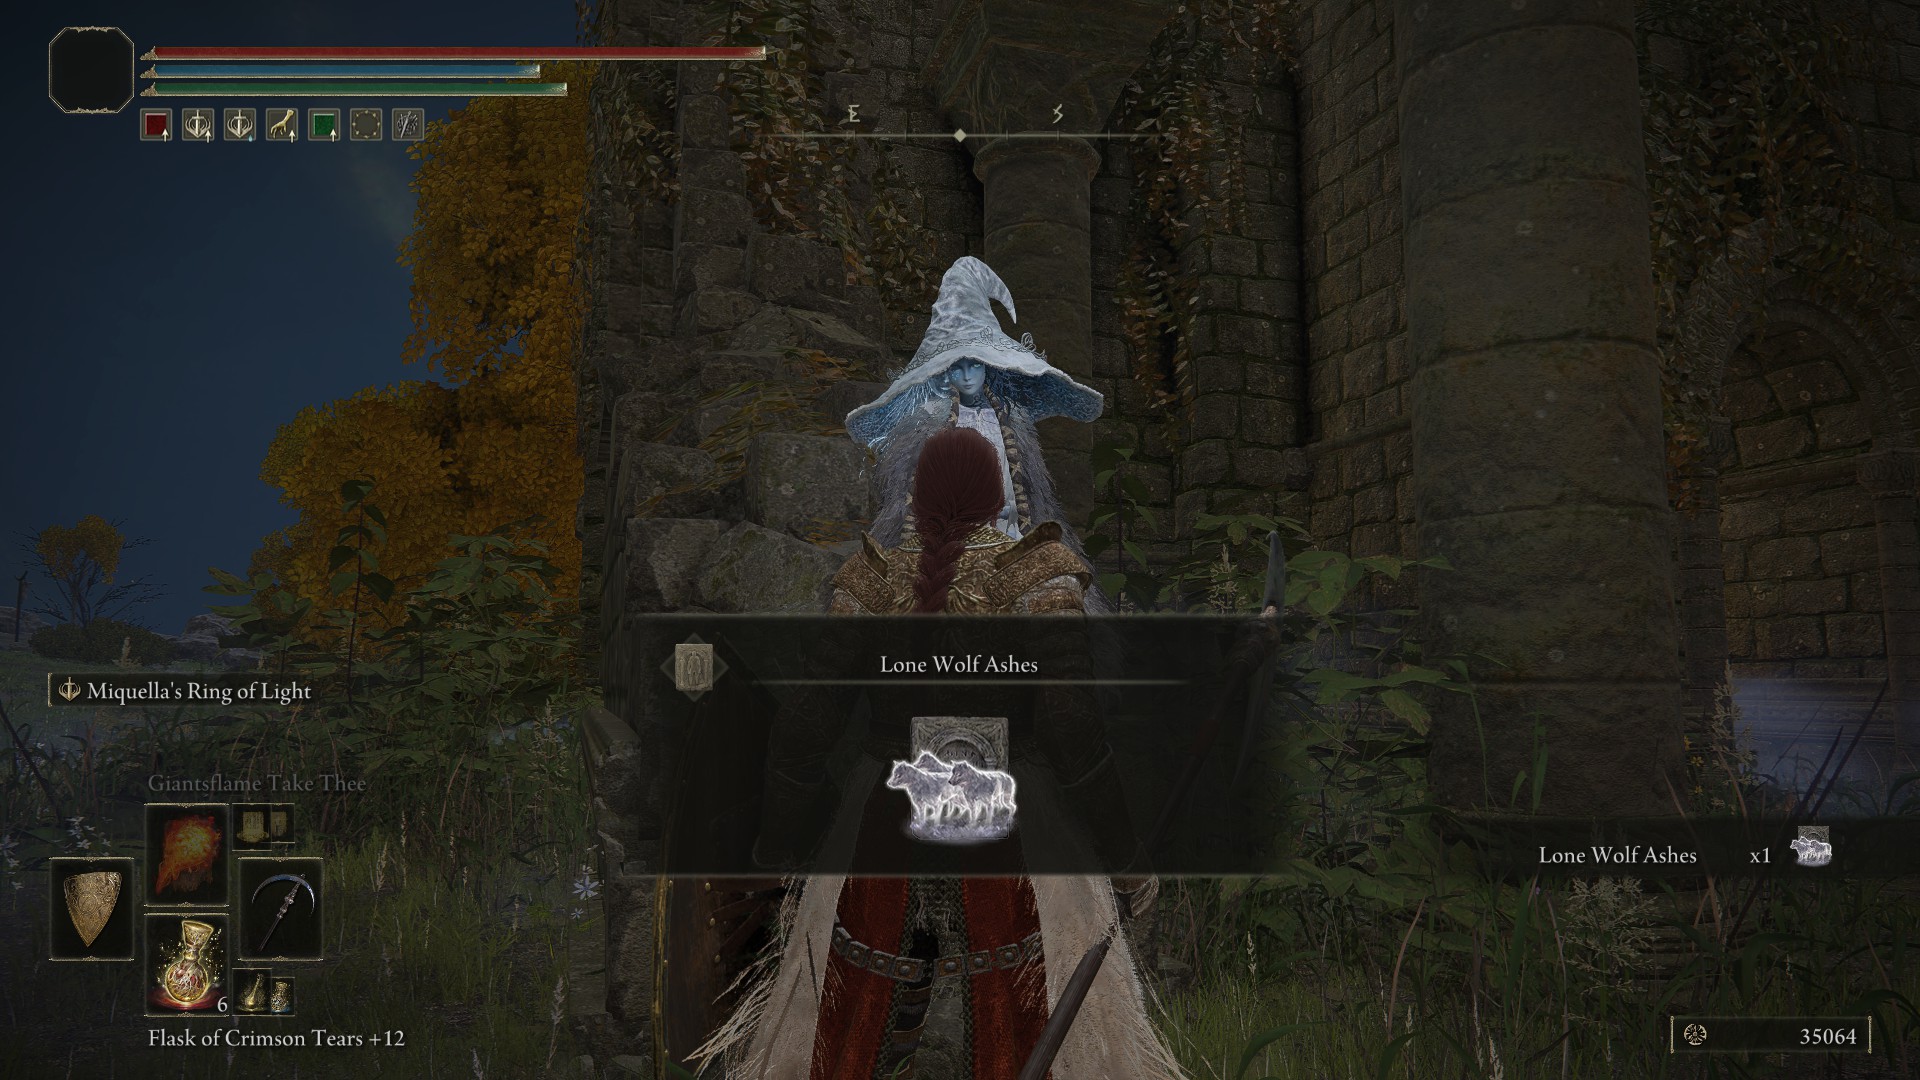 E S
Lone Wolf Ashes
Miquella's Ring of Light
Giantsflame Take Thee
Lone Wolf Ashes x1
6
Flask of Crimson Tears +12
35064